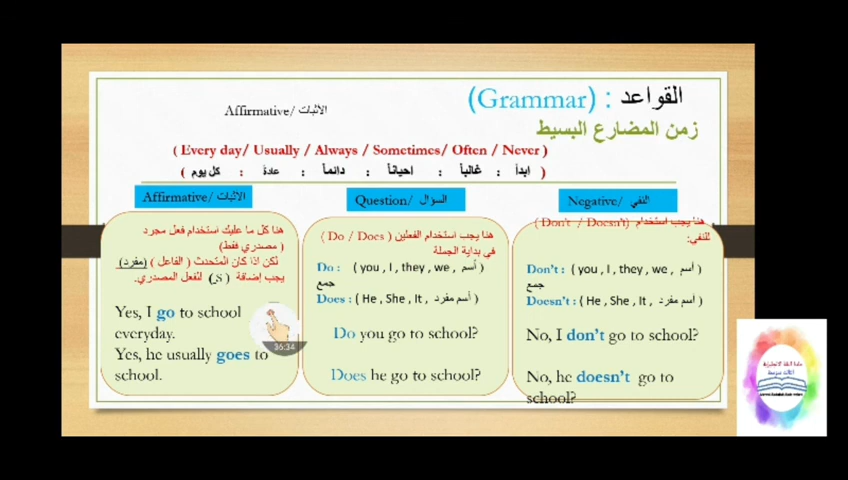 القواعد : (Grammar)
Affirmative/ الاثبات
زمن المضارع البسيط
( Every day/ Usually / Always / Sometimes/ Often / Never )
( ابداً : غالباً : احياناً : دائماً : عادة : كل يوم )
Affirmative/ الاثبات
هنا كل ما عليك استخدام فعل مجرد
( مصدري فقط)
لكن اذا كان المتحدث ( الفاعل ) (مفرد)
يجب إضافة (s) للفعل المصدري.
Yes, I go to school
everyday.
Yes, he usually goes to
school.
36:34
Question/ السؤال
هنا يجب استخدام الفعلين ( Do / Does )
في بداية الجملة
Do : ( you , I , they , we , أسم )
جمع
Does : ( He , She , It , أسم مفرد )
Do you go to school?
Does he go to school?
Negative/ النفي
هنا يجب استخدام ( Don't / Doesn't )
للنفي:
Don't : ( you , I , they , we , أسم )
جمع
Doesn't : ( He , She , It , أسم مفرد )
No, I don't go to school?
No, he doesn't go to
school?
مادة اللغة الانجليزية
الثالث متوسط